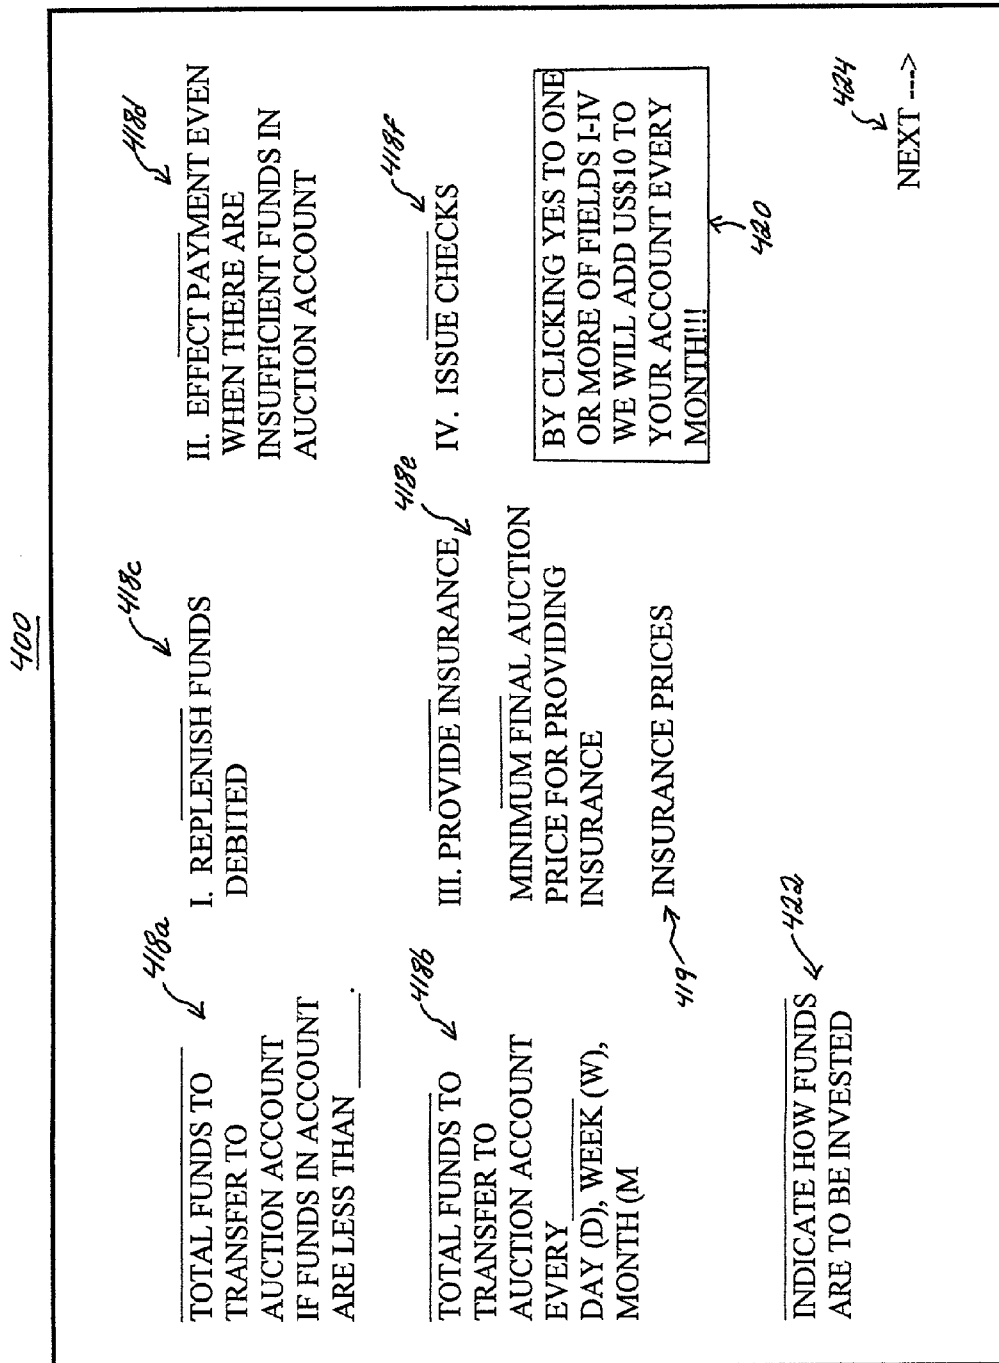 400
418a
TOTAL FUNDS TO
TRANSFER TO
AUCTION ACCOUNT
IF FUNDS IN ACCOUNT
ARE LESS THAN ______.
418c
I. REPLENISH FUNDS
DEBITED
418d
II. EFFECT PAYMENT EVEN
WHEN THERE ARE
INSUFFICIENT FUNDS IN
AUCTION ACCOUNT
418b
TOTAL FUNDS TO
TRANSFER TO
AUCTION ACCOUNT
EVERY ______
DAY (D), WEEK (W),
MONTH (M
418e
III. PROVIDE INSURANCE
MINIMUM FINAL AUCTION
PRICE FOR PROVIDING
INSURANCE
419
INSURANCE PRICES
418f
IV. ISSUE CHECKS
BY CLICKING YES TO ONE
OR MORE OF FIELDS I-IV
WE WILL ADD US$10 TO
YOUR ACCOUNT EVERY
MONTH!!!
420
422
INDICATE HOW FUNDS
ARE TO BE INVESTED
424
NEXT --->